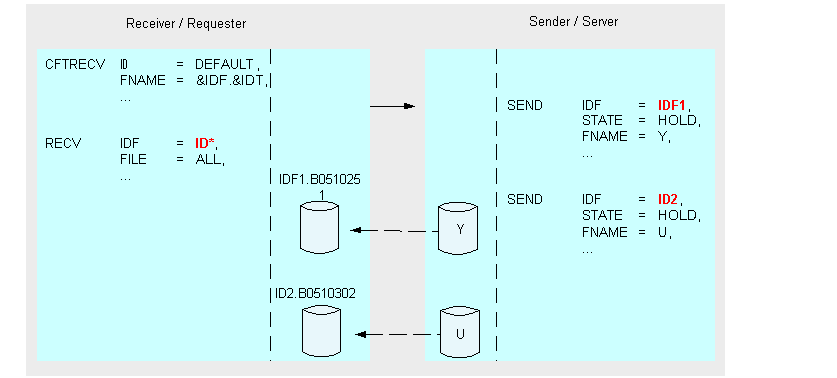 Receiver / Requester
Sender / Server
CFTRECV ID = DEFAULT,
FNAME = &IDF.&IDT,
...
RECV IDF = ID*,
FILE = ALL,
...
IDF1.B051025
1
ID2.B0510302
SEND IDF = IDF1,
STATE = HOLD,
FNAME = Y,
...
SEND IDF = ID2,
STATE = HOLD,
FNAME = U,
...
Y
U